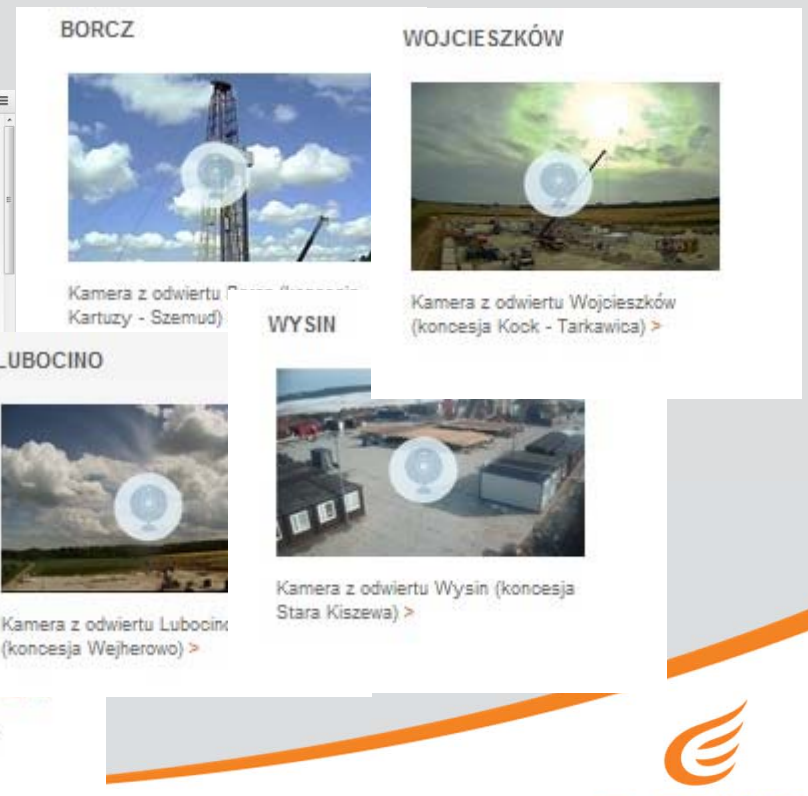 BORCZ
Kamera z odwiertu
Kartuzy - Szemud)
WOJCIESZKÓW
Kamera z odwiertu Wojcieszków
(koncesja Kock - Tarkawica) >
LUBOCINO
Kamera z odwiertu Lubocino
(koncesja Wejherowo) >
WYSIN
Kamera z odwiertu Wysin (koncesja
Stara Kiszewa) >